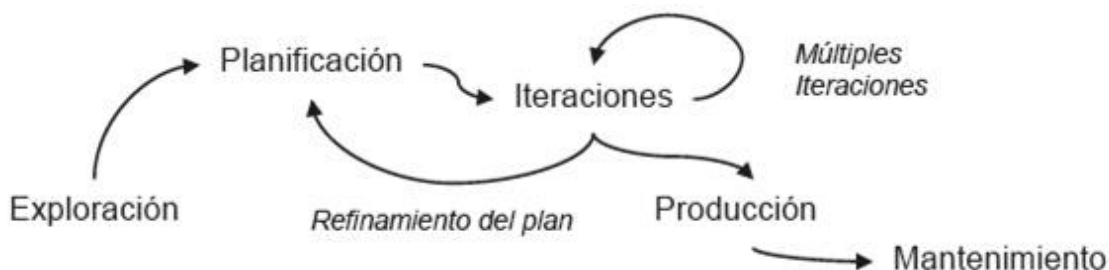 Planificación
Múltiples
Iteraciones
Iteraciones
Exploración
Refinamiento del plan
Producción
Mantenimiento